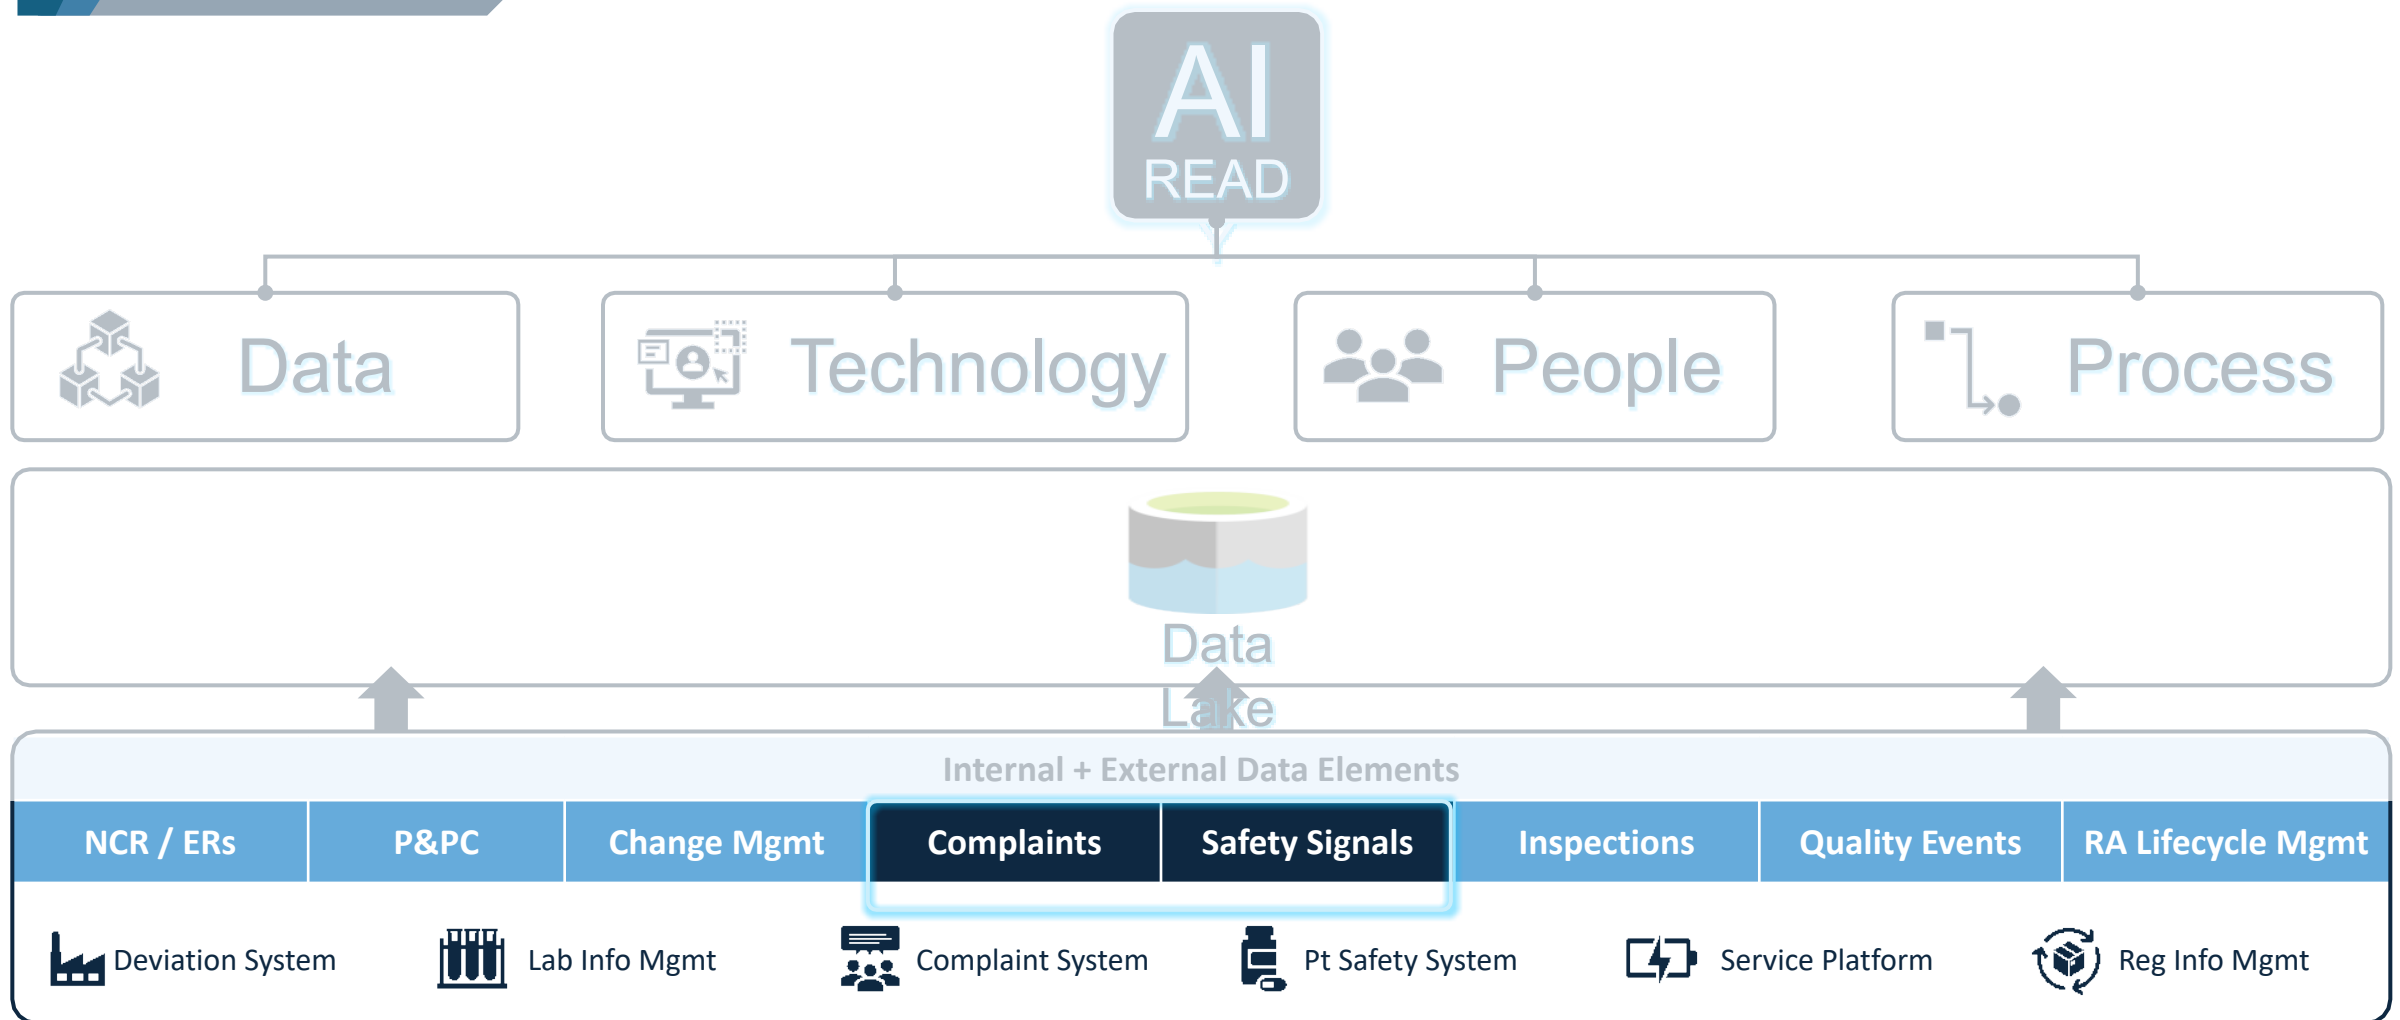 AI
READ
Data
Technology
People
Process
Data
Lake
Internal + External Data Elements
NCR / ERs
P&PC
Change Mgmt
Complaints
Safety Signals
Inspections
Quality Events
RA Lifecycle Mgmt
Deviation System
Lab Info Mgmt
Complaint System
Pt Safety System
Service Platform
Reg Info Mgmt